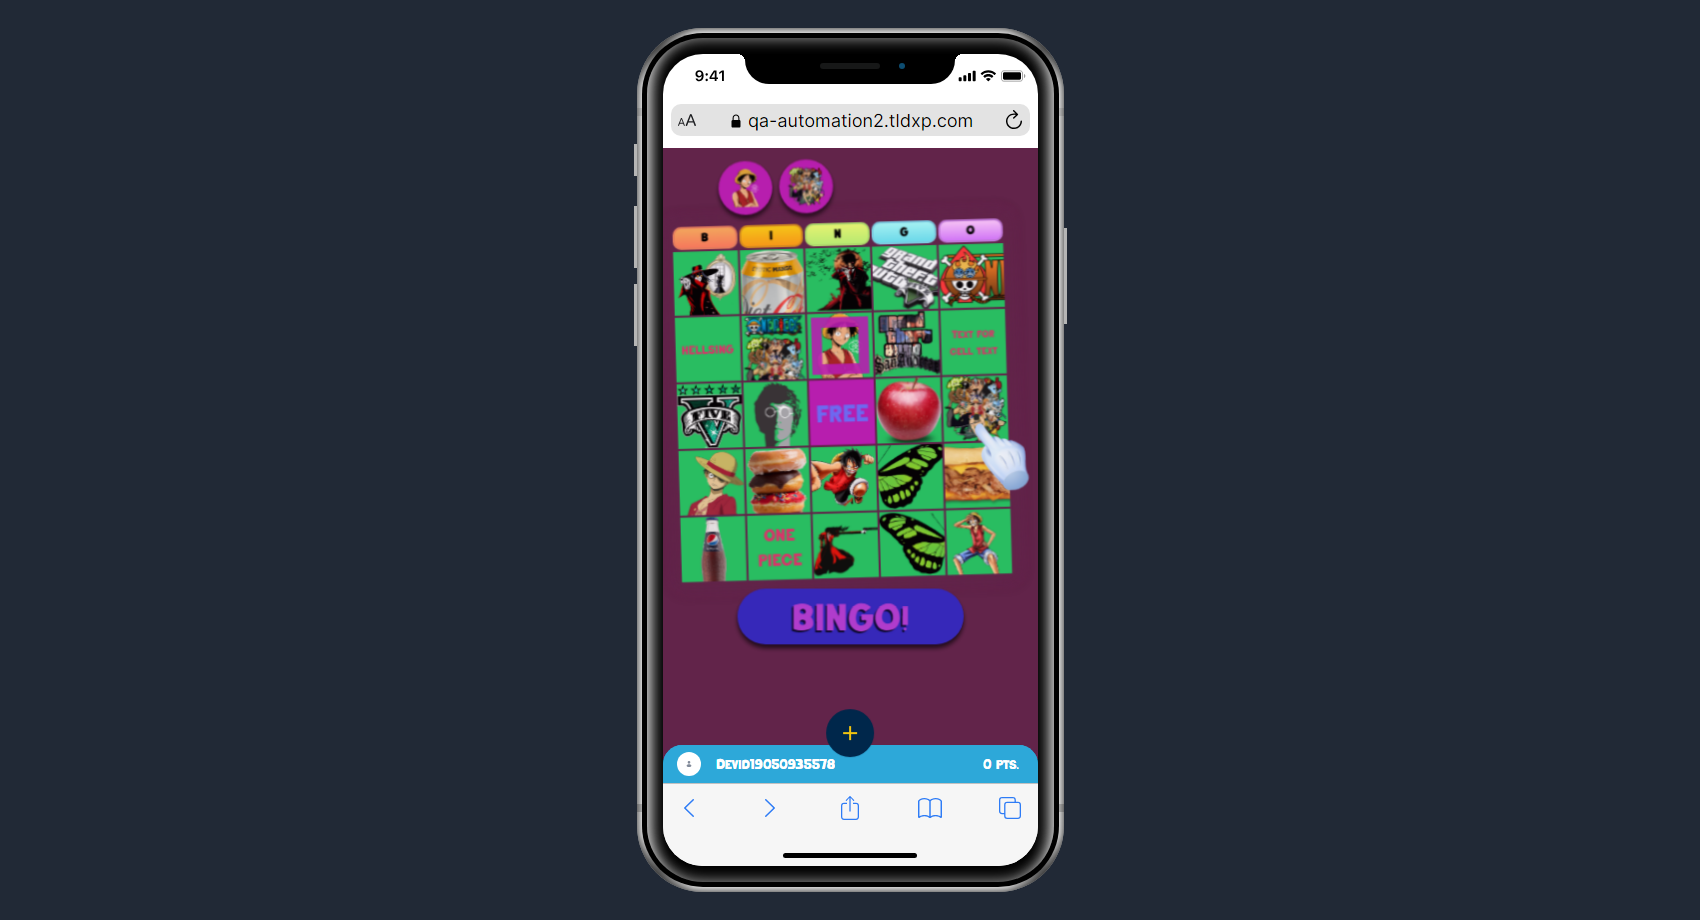 9:41
AA
qa-automation2.tldxp.com
B I N G O
HELLSING
TEXT FOR
CELL TEXT
FIVE
FREE
ONE
PIECE
BINGO!
+
Devid19050935578
0 PTS.